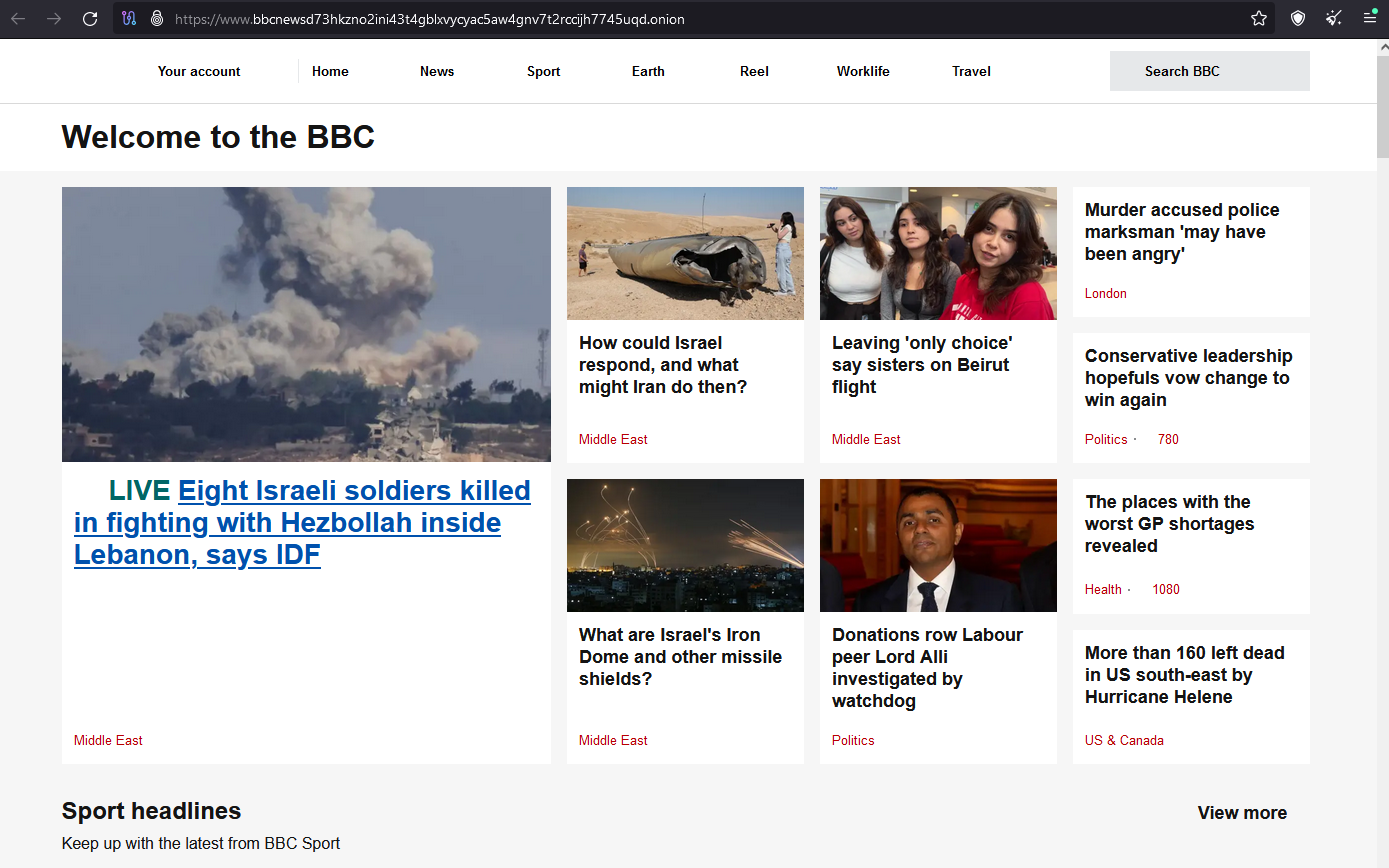 https://www.bbcnewsd73hkzno2ini43t4gblxvycyac5aw4gnv7t2rccijh7745uqd.onion
Your account
Home
News
Sport
Earth
Reel
Worklife
Travel
Search BBC
Welcome to the BBC
LIVE Eight Israeli soldiers killed
in fighting with Hezbollah inside
Lebanon, says IDF
Middle East
How could Israel
respond, and what
might Iran do then?
Middle East
Leaving 'only choice'
say sisters on Beirut
flight
Middle East
Murder accused police
marksman 'may have
been angry'
London
Conservative leadership
hopefuls vow change to
win again
Politics · 780
What are Israel's Iron
Dome and other missile
shields?
Middle East
Donations row Labour
peer Lord Alli
investigated by
watchdog
Politics
The places with the
worst GP shortages
revealed
Health · 1080
More than 160 left dead
in US south-east by
Hurricane Helene
US & Canada
Sport headlines
View more
Keep up with the latest from BBC Sport